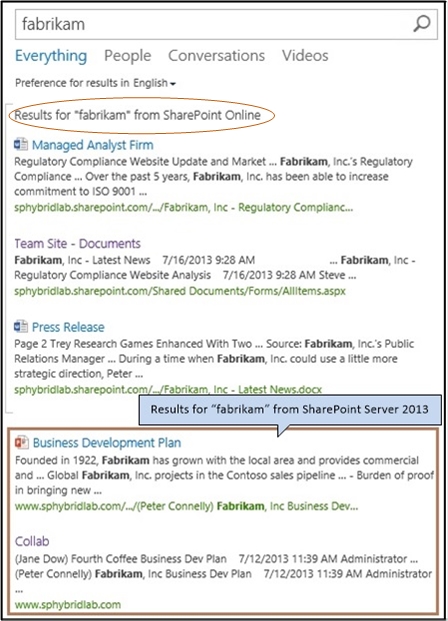 fabrikam
Everything People Conversations Videos
Preference for results in English
Results for "fabrikam" from SharePoint Online
Managed Analyst Firm
Regulatory Compliance Website Update and Market ... Fabrikam, Inc.'s Regulatory
Compliance ... Over the past 5 years, Fabrikam, Inc. has been able to increase
commitment to ISO 9001 ...
sphybridlab.sharepoint.com/.../Fabrikam, Inc - Regulatory Complianc...
Team Site - Documents
Fabrikam, Inc - Latest News 7/16/2013 9:28 AM ... Fabrikam, Inc -
Regulatory Compliance Website Analysis 7/16/2013 9:28 AM Steve ...
sphybridlab.sharepoint.com/Shared Documents/Forms/AllItems.aspx
Press Release
Page 2 Trey Research Games Enhanced With Two ... Source: Fabrikam, Inc.'s Public
Relations Manager ... During a time when Fabrikam, Inc. could use a little more
strategic direction, Peter ...
sphybridlab.sharepoint.com/.../Fabrikam, Inc - Latest News.docx
Results for "fabrikam" from SharePoint Server 2013
Business Development Plan
Founded in 1922, Fabrikam has grown with the local area and provides commercial
and ... Global Fabrikam, Inc. projects in the Contoso sales pipeline ... - Burden of proof
in bringing new ...
www.sphybridlab.com/.../(Peter Connelly) Fabrikam, Inc Business Dev...
Collab
(Jane Dow) Fourth Coffee Business Dev Plan 7/12/2013 11:39 AM Administrator ...
(Peter Connelly) Fabrikam, Inc Business Dev Plan 7/12/2013 11:39 AM Administrator
...
www.sphybridlab.com